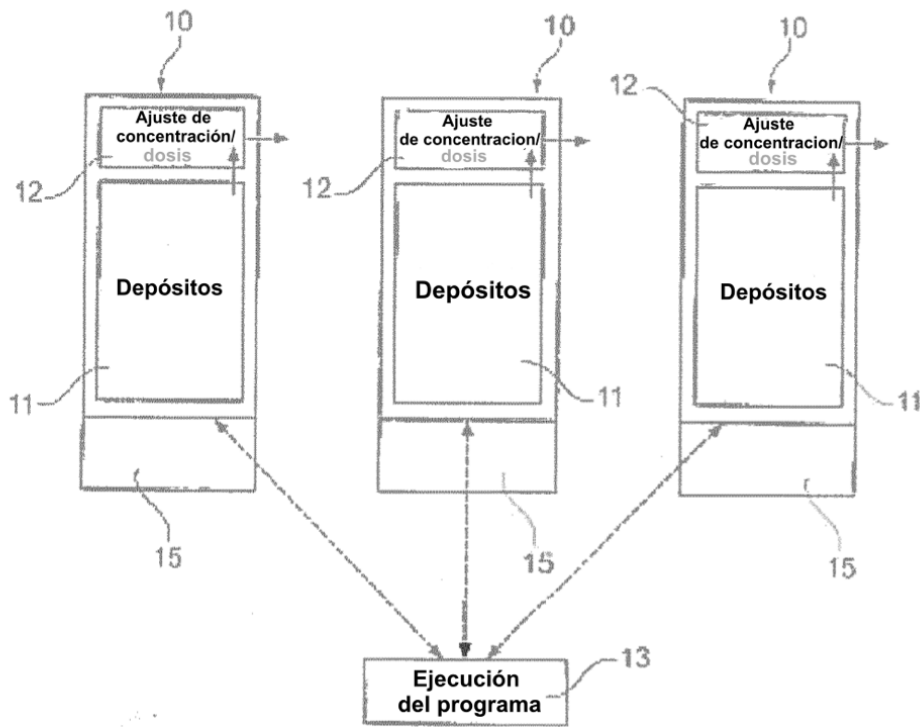 10
10
10
12
Ajuste de
concentración/
dosis
Ajuste
de concentracion/
dosis
Ajuste
de concentracion/
dosis
12
12
Depósitos
Depósitos
Depósitos
11
11
11
15
15
15
Ejecución
del programa
13